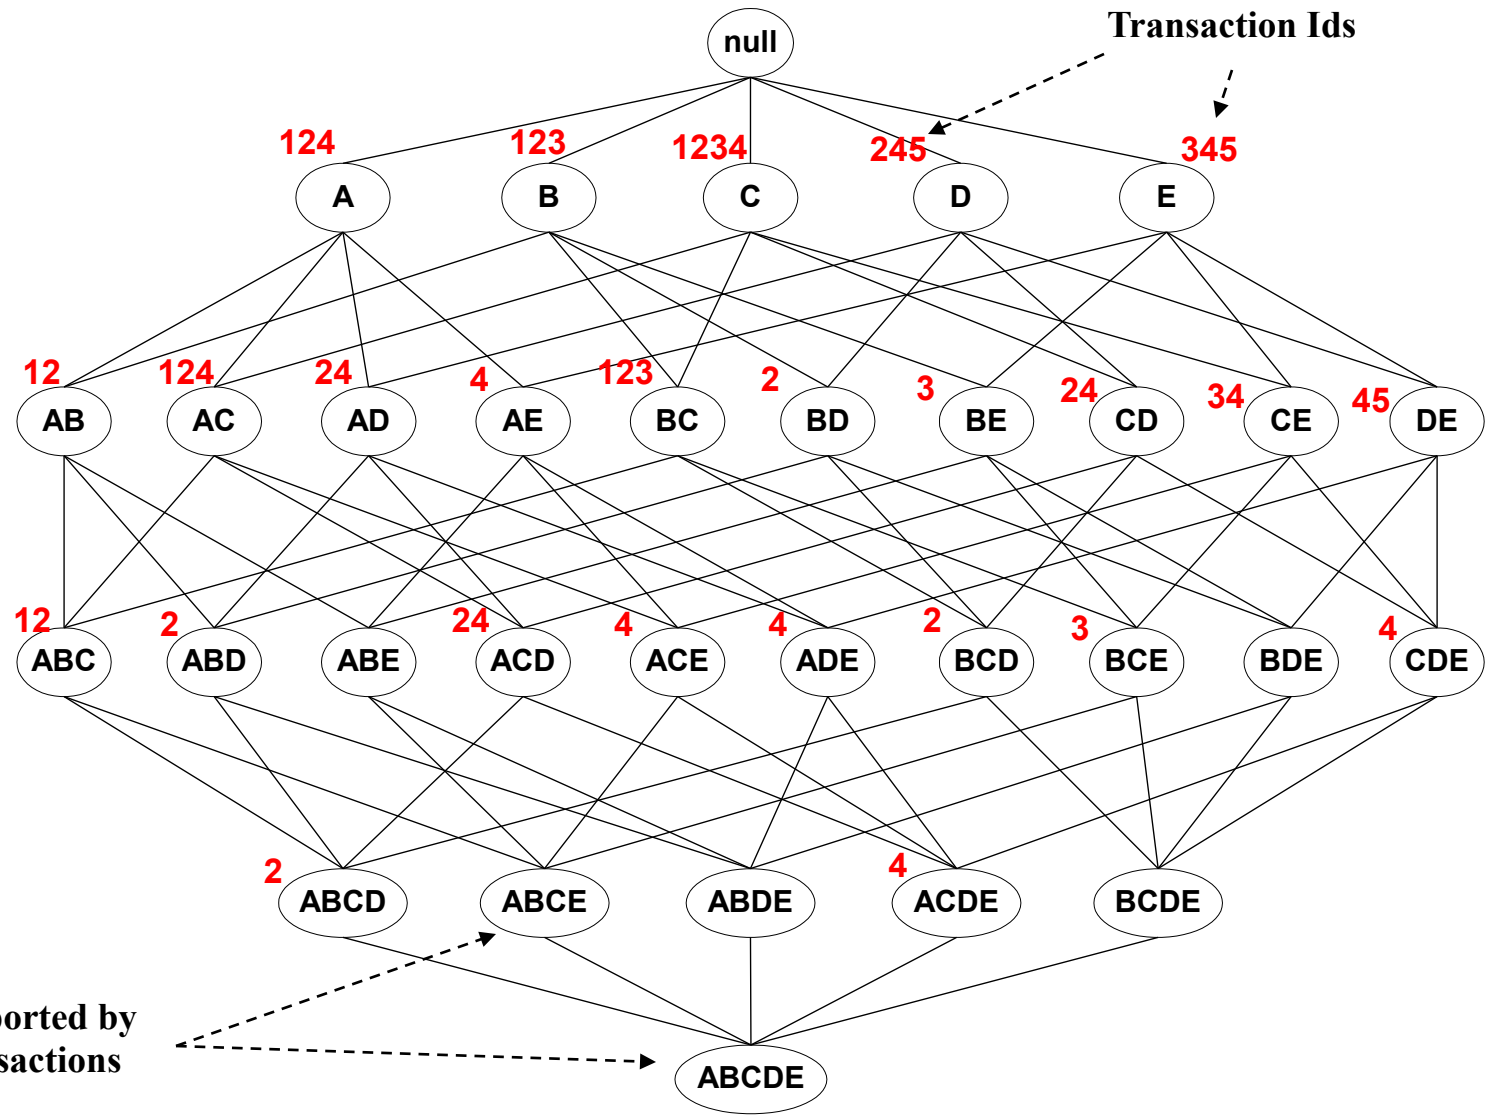 Transaction Ids
null
124 123 1234 245 345
A B C D E
12 124 24 4 123 2 3 24 34 45
AB AC AD AE BC BD BE CD CE DE
12 2 24 4 4 2 3 4
ABC ABD ABE ACD ACE ADE BCD BCE BDE CDE
2 4
ABCD ABCE ABDE ACDE BCDE
orted by
sactions
ABCDE